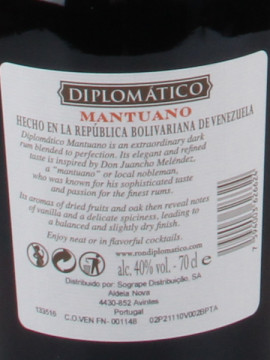 DIPLOMÁTICO
MANTUANO
HECHO EN LA REPÚBLICA BOLIVARIANA DE VENEZUELA
Diplomático Mantuano is an extraordinary dark
rum blended to perfection. Its elegant and refined
taste is inspired by Don Juancho Meléndez,
a "mantuano" or local nobleman,
who was known for his sophisticated taste
and passion for the finest rums.
Its aromas of dried fruits and oak then reveal notes
of vanilla and a delicate spiciness, leading to
a balanced and slightly dry finish.
Enjoy neat or in flavorful cocktails.
www.rondiplomatico.com
alc. 40% vol. - 70 cl e
Distribuido por: Sogrape Distribuição, SA
Aldeia Nova
4430-852 Avintes
Portugal
C.O.VEN FN - 001148
02P21110V002BPTA